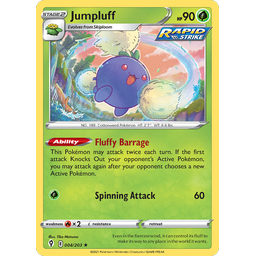 STAGE 2 Jumpluff HP 90
Evolves from Skiploom
RAPID
STRIKE
NO. 189 Cottonweed Pokémon HT: 2'7" WT: 6.6 lbs.
Ability Fluffy Barrage
This Pokémon may attack twice each turn. If the first
attack Knocks Out your opponent's Active Pokémon,
you may attack again after your opponent chooses a new
Active Pokémon.
Spinning Attack 60
weakness ×2 resistance retreat
Illus. The Midwest
004/203 ★
Even in the fiercest wind, it can control its fluff to
make its way to any place in the world it wants.